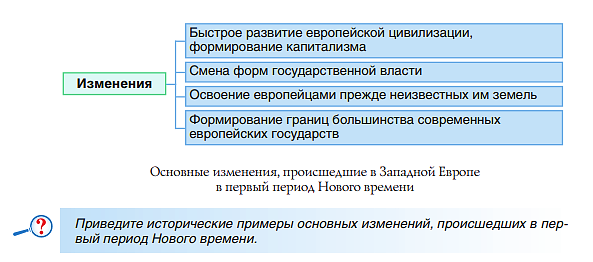 Быстрое развитие европейской цивилизации,
формирование капитализма
Изменения
Смена форм государственной власти
Освоение европейцами прежде неизвестных им земель
Формирование границ большинства современных
европейских государств
Основные изменения, происшедшие в Западной Европе
в первый период Нового времени
?
Приведите исторические примеры основных изменений, происшедших в пер-
вый период Нового времени.